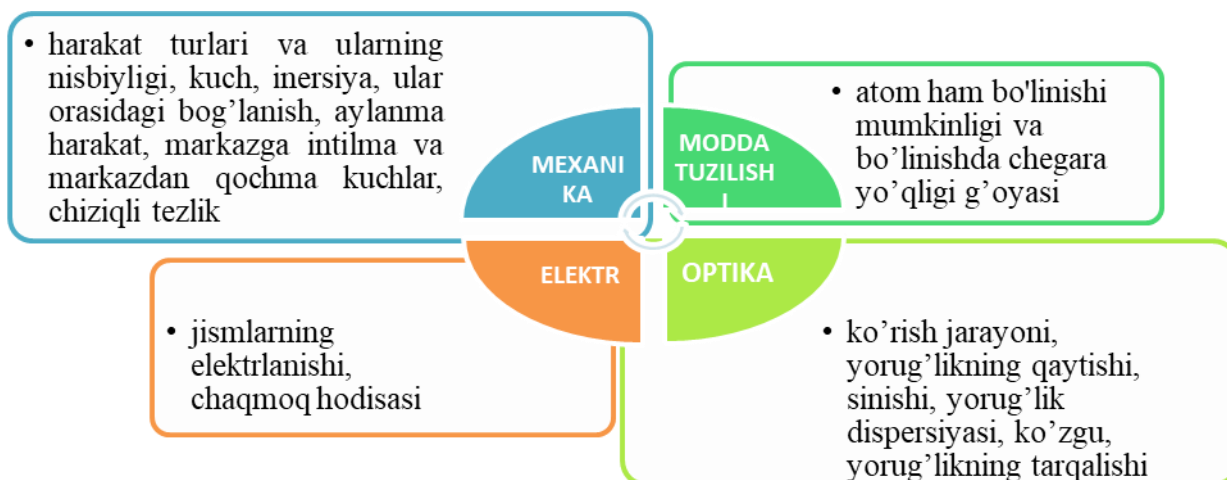 • harakat turlari va ularning
nisbiyligi, kuch, inersiya, ular
orasidagi bog’lanish, aylanma
harakat, markazga intilma va
markazdan qochma kuchlar,
chiziqli tezlik
MEXANI
KA
MODDA
TUZILISH
I
• atom ham bo'linishi
mumkinligi va
bo’linishda chegara
yo’qligi g’oyasi
ELEKTR
• jismlarning
elektrlanishi,
chaqmoq hodisasi
OPTIKA
• ko’rish jarayoni,
yorug’likning qaytishi,
sinishi, yorug’lik
dispersiyasi, ko’zgu,
yorug’likning tarqalishi